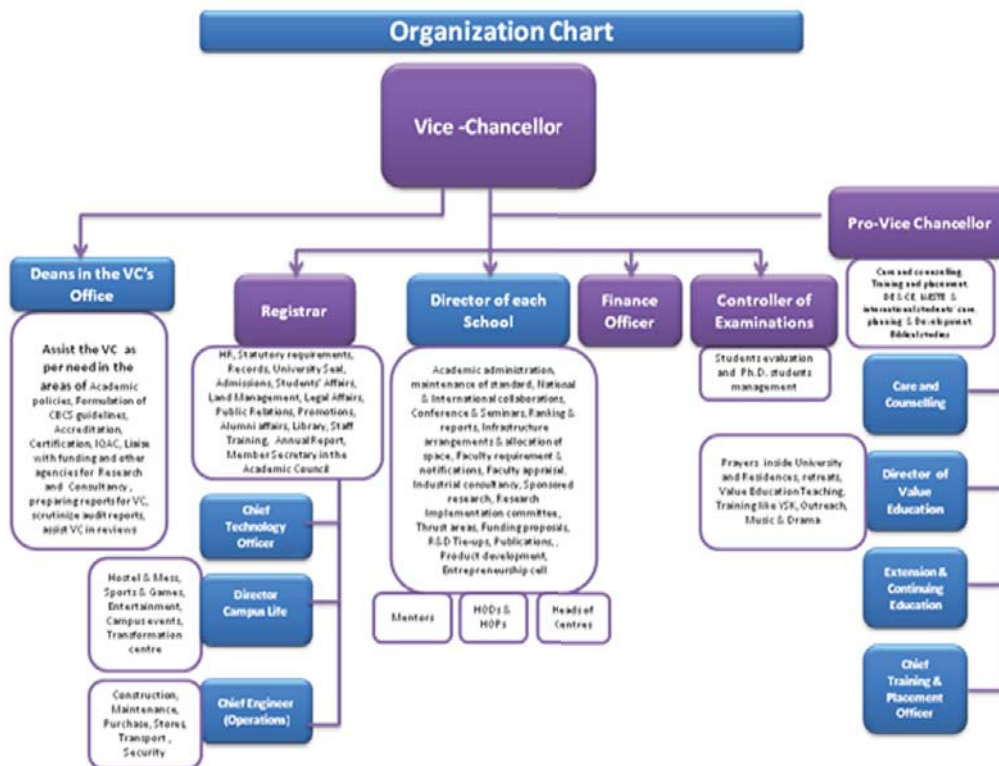 Organization Chart
Vice -Chancellor
Pro-Vice Chancellor
Care and counselling,
Training and placement,
international students' care,
planning & Development,
Biblical studies
Deans in the VC's
Office
Assist the VC as
per need in the
areas of Academic
policies, Formulation of
CBCS guidelines,
Accreditation,
Certification, IQAC, Liaise
with funding and other
agencies for Research
and Consultancy,
preparing reports for VC,
scrutinize audit reports,
assist VC in reviews
Registrar
HR, Statutory requirements,
Records, University Seal,
Admissions, Students' Affairs,
Land Management, Legal Affairs,
Public Relations, Promotions,
Alumni affairs, Library, Staff
Training, Annual Report,
Member Secretary in the
Academic Council
Director of each
School
Academic administration,
maintenance of standard, National &
International collaborations,
Conference & Seminars, Ranking &
reports, Infrastructure
arrangements & allocation of
space, Faculty requirement &
notifications, Faculty appraisal,
Industrial consultancy, Sponsored
research, Research
Implementation committee,
Thrust areas, Funding proposals,
R&D Tie-ups, Publications, ,
Product development,
Entrepreneurship cell
Mentors
HODs &
HOPs
Heads of
Centres
Finance
Officer
Controller of
Examinations
Students evaluation
and Ph.D. students
management
Care and
Counselling
Prayers inside University
and Residences, retreats,
Value Education Teaching,
Training like YSK, Outreach,
Music & Drama
Director of
Value
Education
Extension &
Continuing
Education
Chief
Training &
Placement
Officer
Chief
Technology
Officer
Hostel & Mess,
Sports & Games,
Entertainment,
Campus events,
Transformation
centre
Director
Campus Life
Construction,
Maintenance,
Purchase, Stores,
Transport ,
Security
Chief Engineer
(Operations)